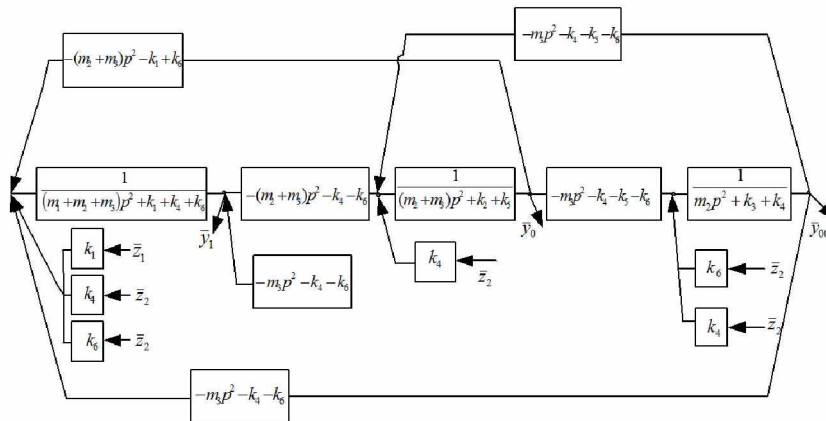 −m₃p²−k₄−k₅−k₆
−(m₂+m₃)p²−k₁+k₆
1
(m₁+m₂+m₃)p²+k₁+k₄+k₆
−(m₂+m₃)p²−k₄−k₆
1
(m₂+m₃)p²+k₂+k₅
−m₃p²−k₄−k₅−k₆
1
m₂p²+k₃+k₄
ȳ₁
ȳ₀
ȳ₀₀
k₁
z̄₁
k₄
z̄₂
k₆
z̄₂
−m₃p²−k₄−k₆
k₄
z̄₂
k₆
z̄₂
k₄
z̄₂
−m₃p²−k₄−k₆